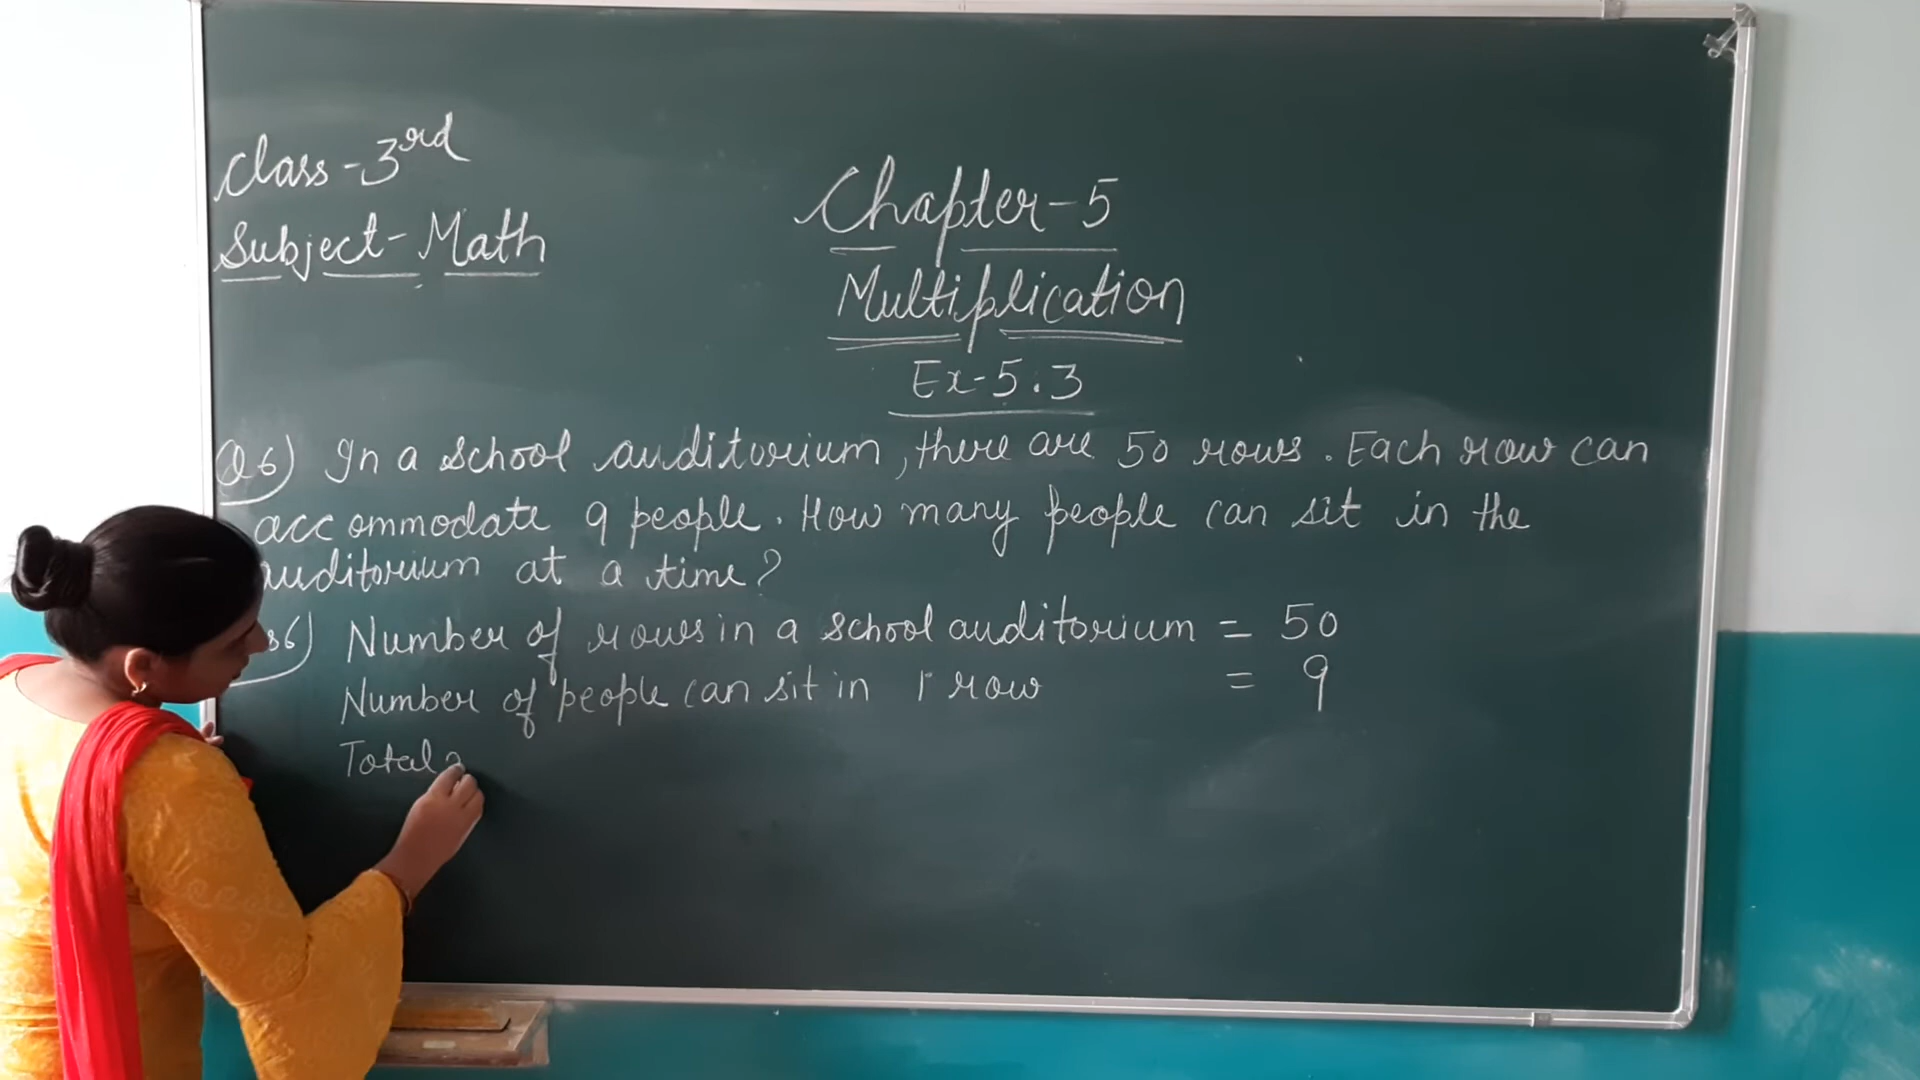 Class-3rd
Subject-Math
Chapter-5
Multiplication
Ex-5.3
Q6) In a school auditorium, there are 50 rows. Each row can
accommodate 9 people. How many people can sit in the
auditorium at a time?
Number of rows in a school auditorium = 50
Number of people can sit in 1 row = 9
Total